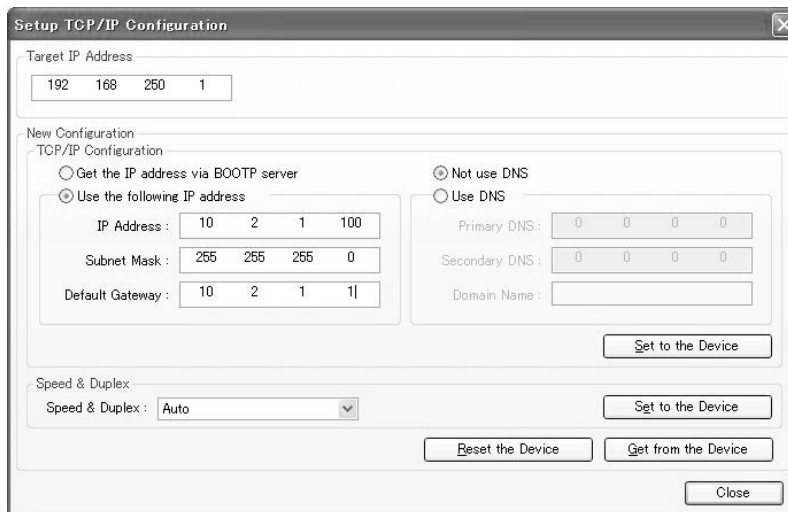 Setup TCP/IP Configuration
Target IP Address
192 168 250 1
New Configuration
TCP/IP Configuration
Get the IP address via BOOTP server
Not use DNS
Use the following IP address
Use DNS
IP Address : 10 2 1 100
Primary DNS : 0 0 0 0
Subnet Mask : 255 255 255 0
Secondary DNS : 0 0 0 0
Default Gateway : 10 2 1 1
Domain Name :
Set to the Device
Speed & Duplex
Speed & Duplex : Auto
Set to the Device
Reset the Device
Get from the Device
Close